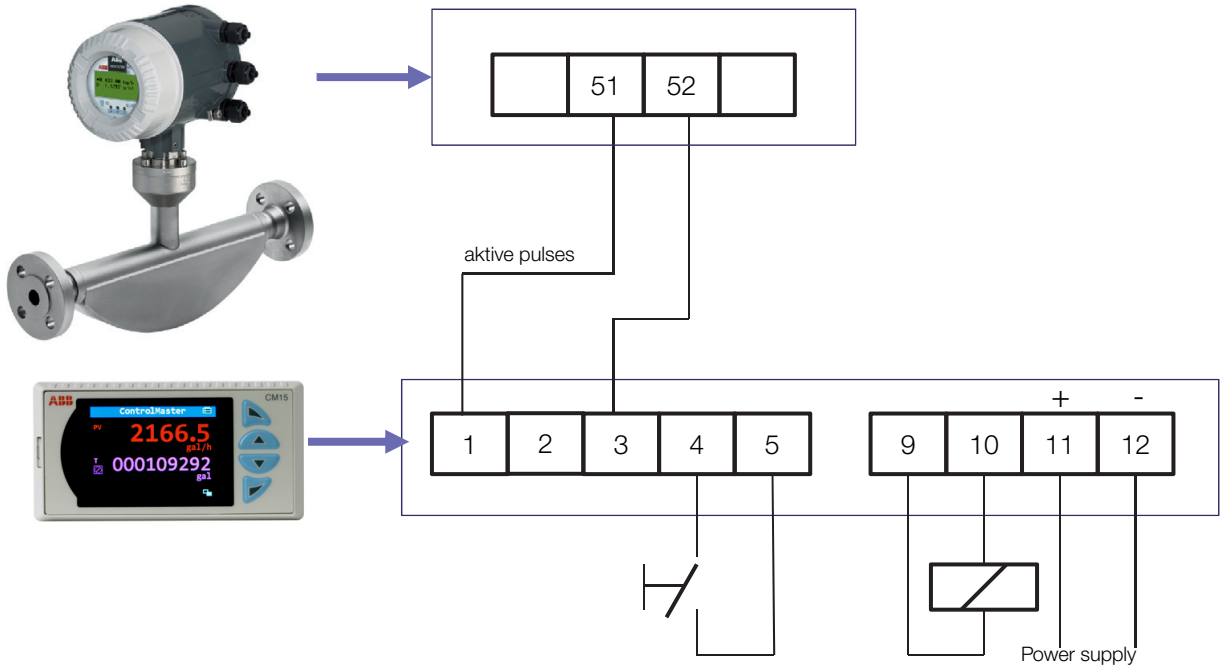 51 52
aktive pulses
ABB
CM15
ControlMaster
PV
2166.5
gal/h
T
000109292
gal
1 2 3 4 5
+ -
9 10 11 12
Power supply